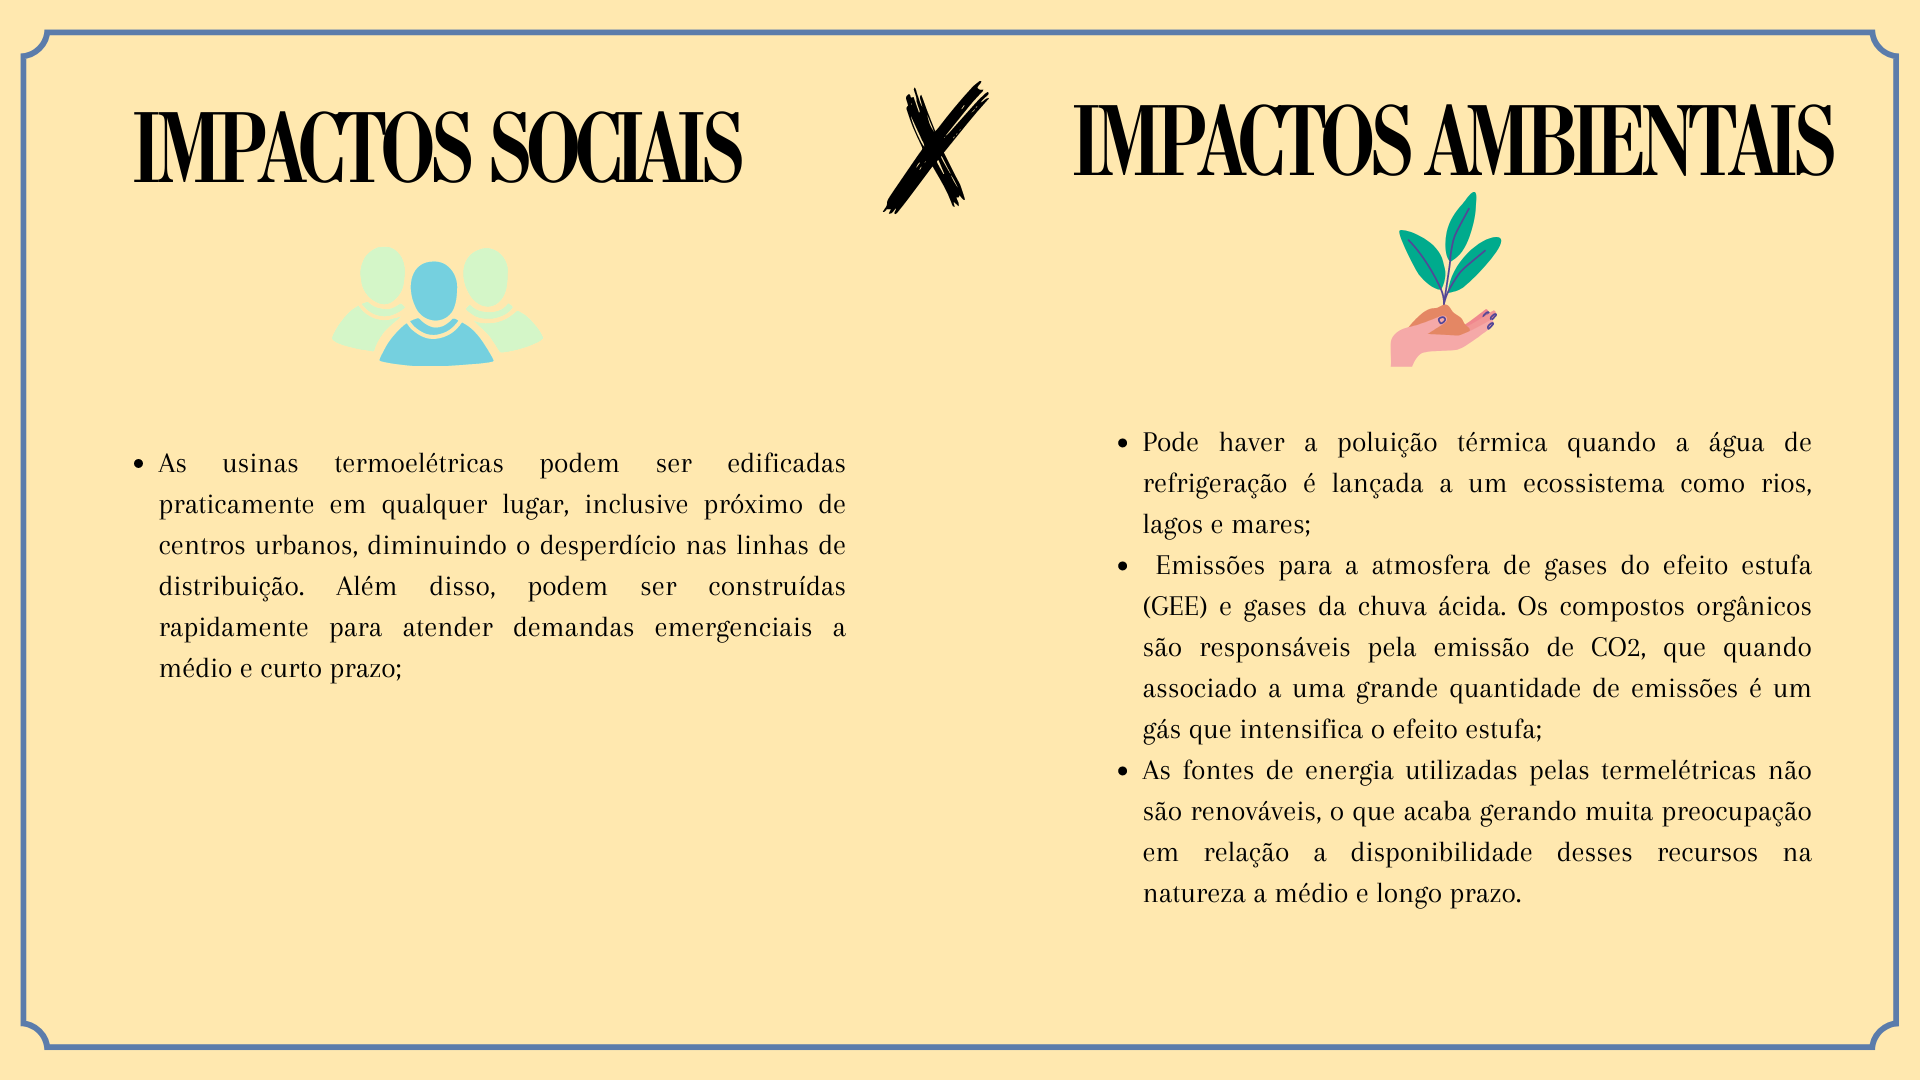 IMPACTOS SOCIAIS
X
IMPACTOS AMBIENTAIS
• As usinas termoelétricas podem ser edificadas
praticamente em qualquer lugar, inclusive próximo de
centros urbanos, diminuindo o desperdício nas linhas de
distribuição. Além disso, podem ser construídas
rapidamente para atender demandas emergenciais a
médio e curto prazo;
• Pode haver a poluição térmica quando a água de
refrigeração é lançada a um ecossistema como rios,
lagos e mares;
• Emissões para a atmosfera de gases do efeito estufa
(GEE) e gases da chuva ácida. Os compostos orgânicos
são responsáveis pela emissão de CO2, que quando
associado a uma grande quantidade de emissões é um
gás que intensifica o efeito estufa;
• As fontes de energia utilizadas pelas termelétricas não
são renováveis, o que acaba gerando muita preocupação
em relação a disponibilidade desses recursos na
natureza a médio e longo prazo.